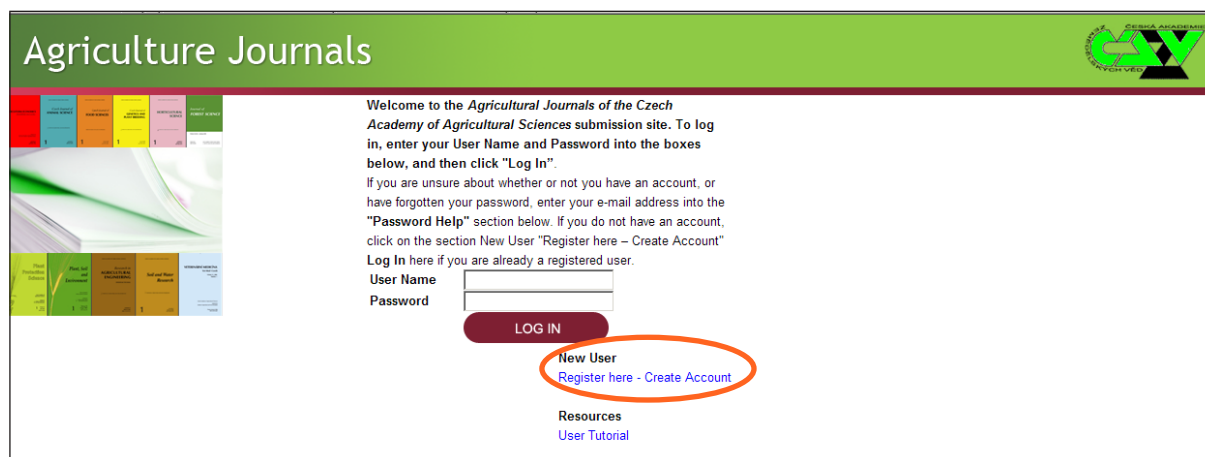 Agriculture Journals
ČESKÁ AKADEMIE
Welcome to the Agricultural Journals of the Czech
Academy of Agricultural Sciences submission site. To log
in, enter your User Name and Password into the boxes
below, and then click "Log In".
If you are unsure about whether or not you have an account, or
have forgotten your password, enter your e-mail address into the
"Password Help" section below. If you do not have an account,
click on the section New User "Register here – Create Account"
Log In here if you are already a registered user.
User Name
Password
LOG IN
New User
Register here - Create Account
Resources
User Tutorial